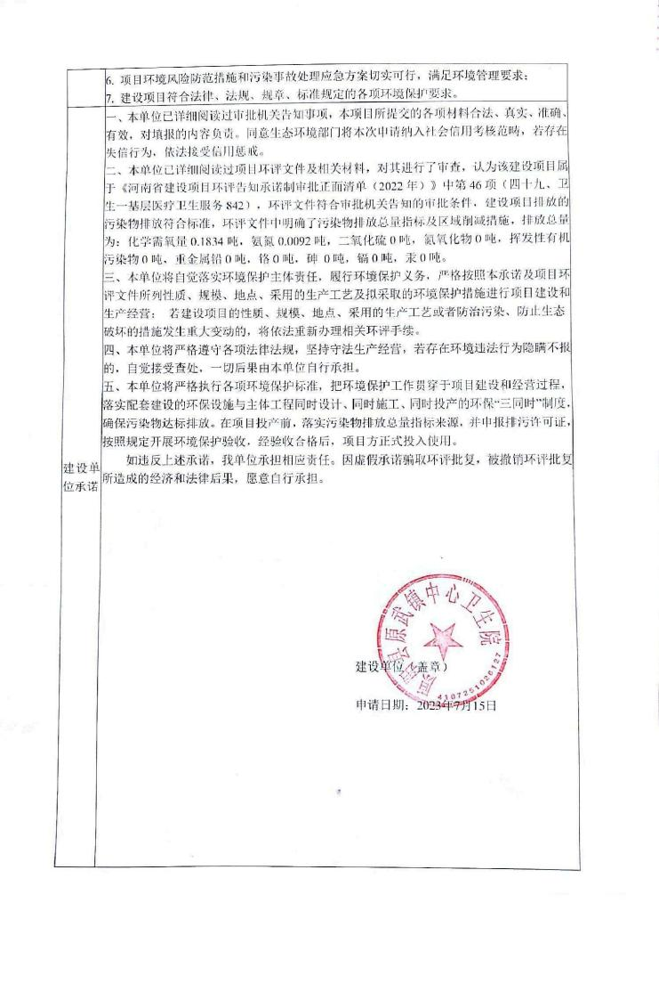 6. 项目环境风险防范措施和污染事故处理应急方案切实可行，满足环境管理要求；
7. 建设项目符合法律、法规、规章、标准规定的各项环境保护要求。
建设单
位承诺
一、本单位已详细阅读过审批机关告知事项，本项目所提交的各项材料合法、真实、准确、
有效，对填报的内容负责。同意生态环境部门将本次申请纳入社会信用考核范畴，若存在
失信行为，依法接受信用惩戒。
二、本单位已详细阅读过项目环评文件及相关材料，对其进行了审查，认为该建设项目属
于《河南省建设项目环评告知承诺制审批正面清单（2022 年）》中第 46 项（四十九、卫
生—基层医疗卫生服务 842），环评文件符合审批机关告知的审批条件，建设项目排放的
污染物排放符合标准，环评文件中明确了污染物排放总量指标及区域削减措施，排放总量
为：化学需氧量 0.1834 吨，氨氮 0.0092 吨，二氧化硫 0 吨，氮氧化物 0 吨，挥发性有机
污染物 0 吨、重金属铅 0 吨，铬 0 吨，砷 0 吨，镉 0 吨，汞 0 吨。
三、本单位将自觉落实环境保护主体责任，履行环境保护义务，严格按照本承诺及项目环
评文件所列性质、规模、地点、采用的生产工艺及拟采取的环境保护措施进行项目建设和
生产经营； 若建设项目的性质、规模、地点、采用的生产工艺或者防治污染、防止生态
破坏的措施发生重大变动的，将依法重新办理相关环评手续。
四、本单位将严格遵守各项法律法规，坚持守法生产经营，若存在环境违法行为隐瞒不报
的，自觉接受查处，一切后果由本单位自行承担。
五、本单位将严格执行各项环境保护标准，把环境保护工作贯穿于项目建设和经营过程，
落实配套建设的环保设施与主体工程同时设计、同时施工、同时投产的环保“三同时”制度，
确保污染物达标排放。在项目投产前，落实污染物排放总量指标来源，并申报排污许可证，
按照规定开展环境保护验收，经验收合格后，项目方正式投入使用。
如违反上述承诺，我单位承担相应责任。因虚假承诺骗取环评批复，被撤销环评批复
所造成的经济和法律后果，愿意自行承担。
原阳县原武镇中心卫生院
4107251026127
建设单位（盖章）
申请日期：2023年7月15日